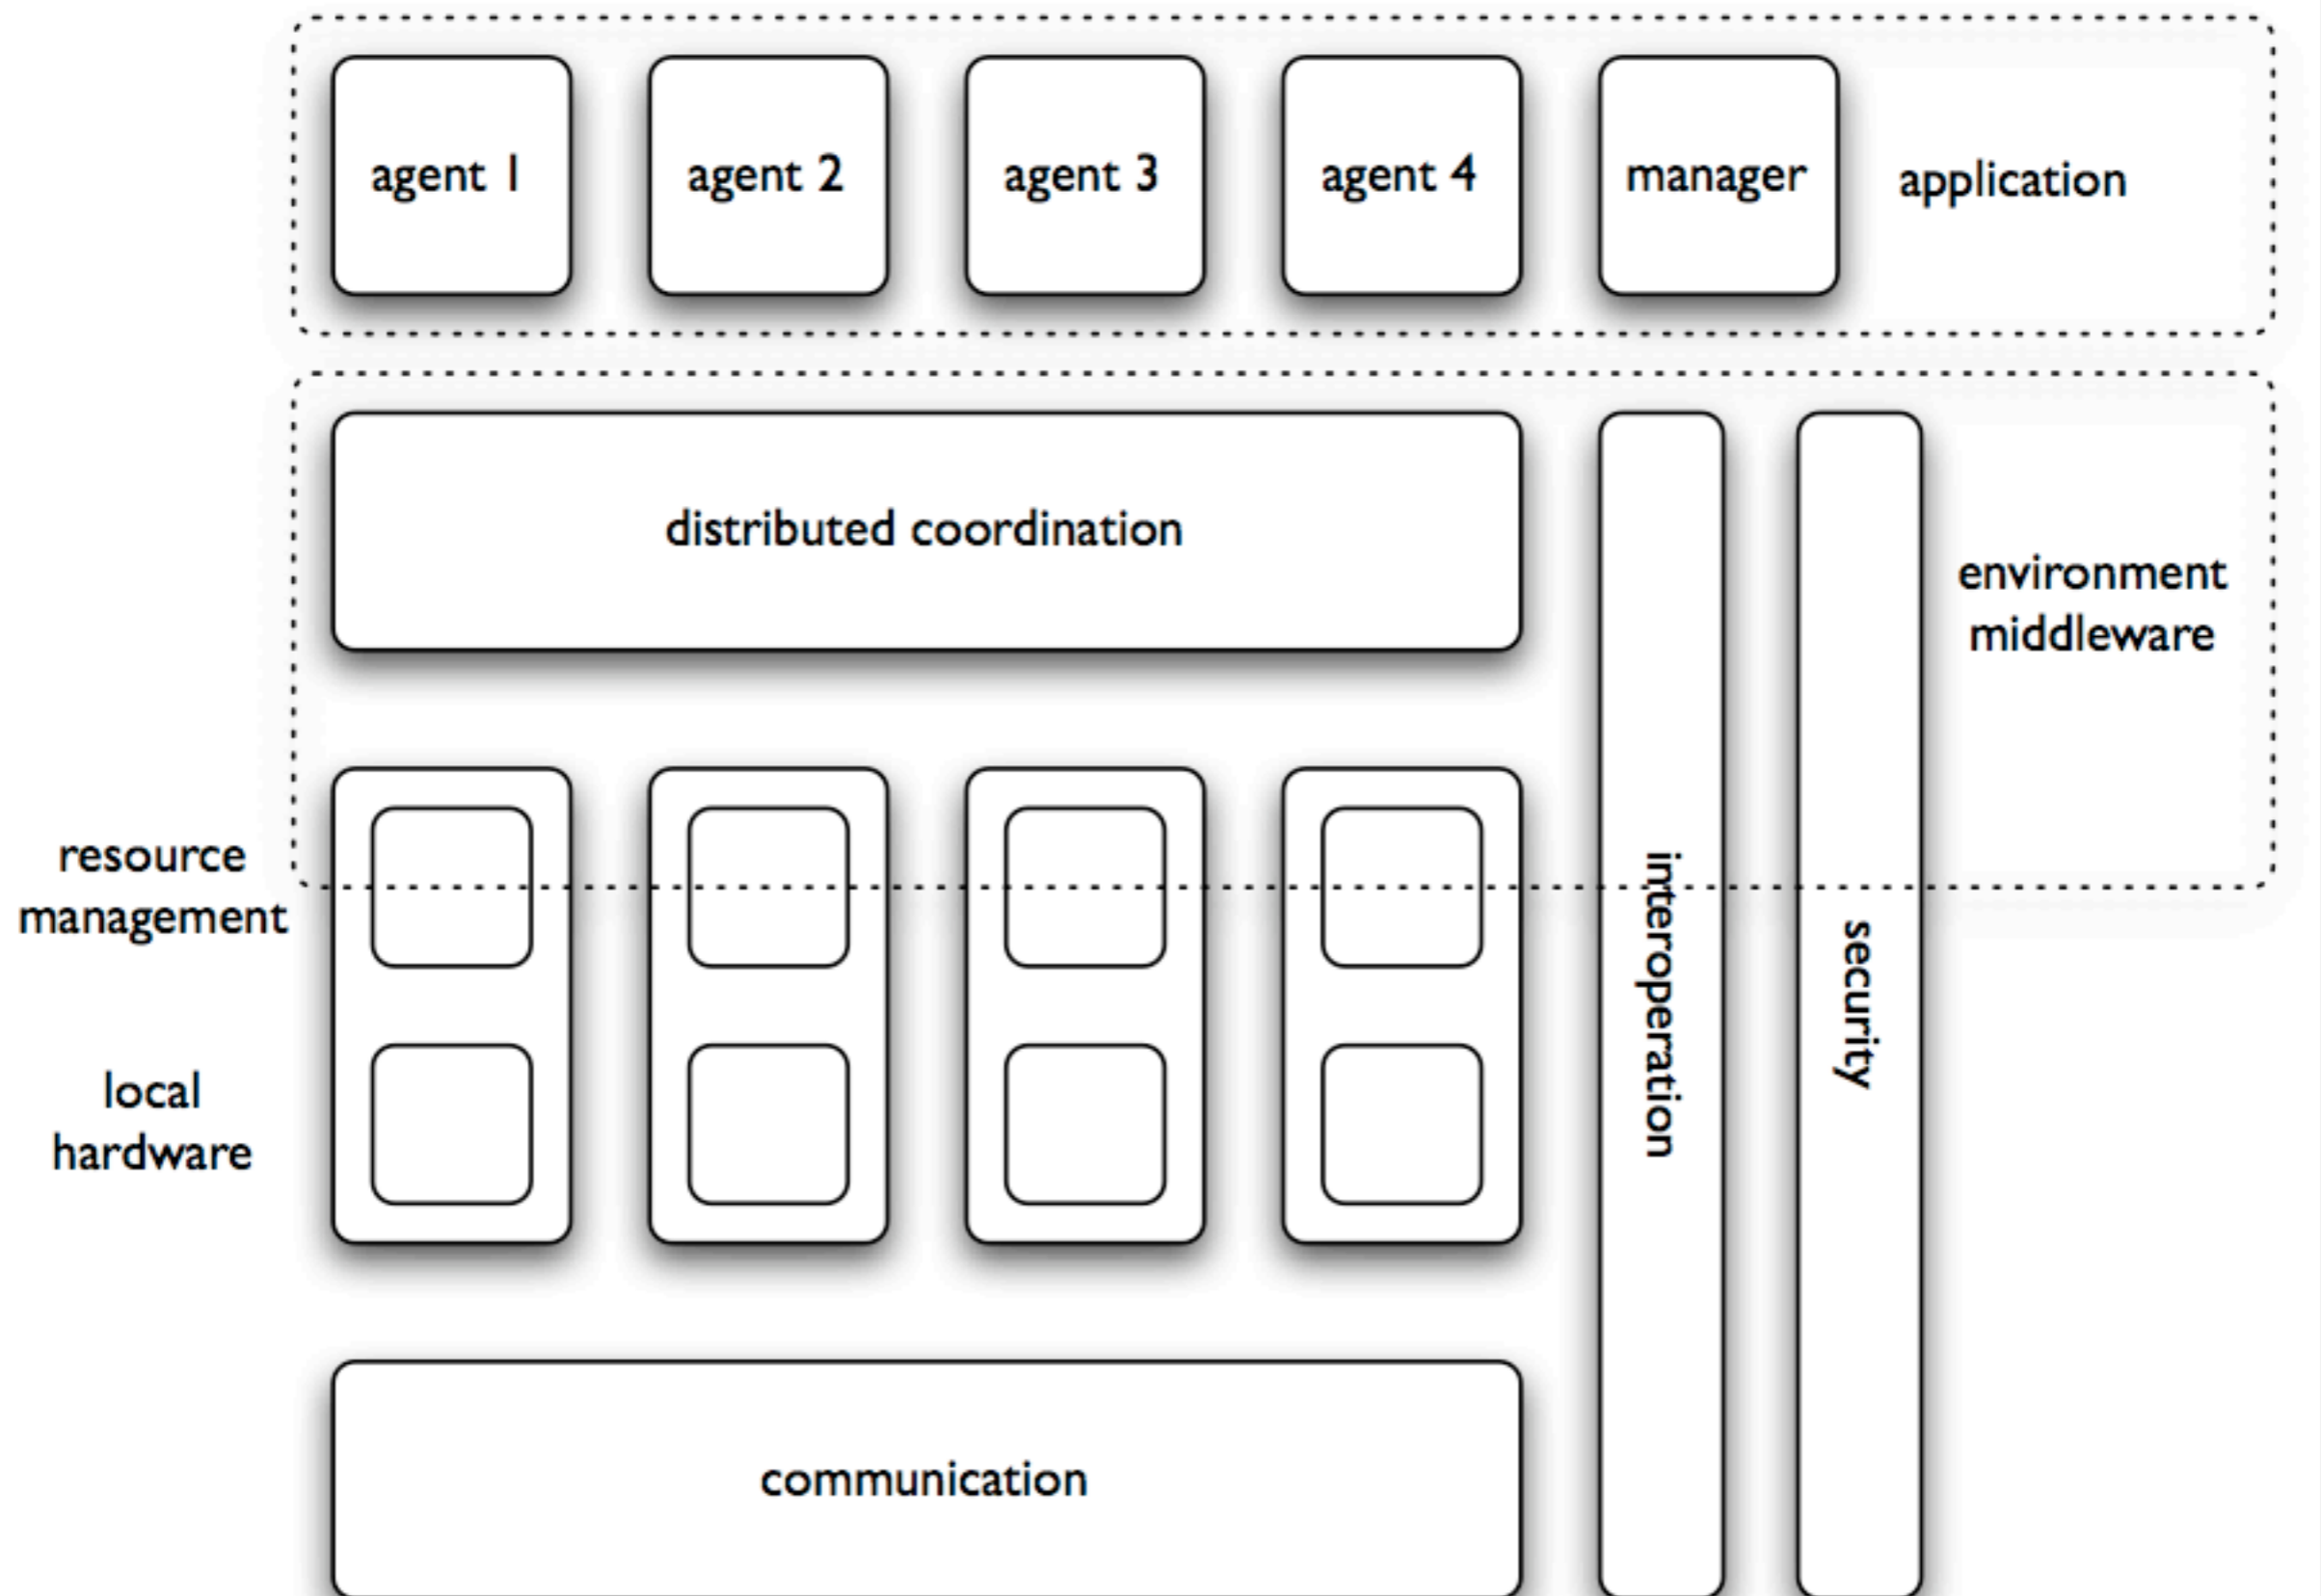 agent 1
agent 2
agent 3
agent 4
manager
application
distributed coordination
environment
middleware
resource
management
local
hardware
interoperation
security
communication